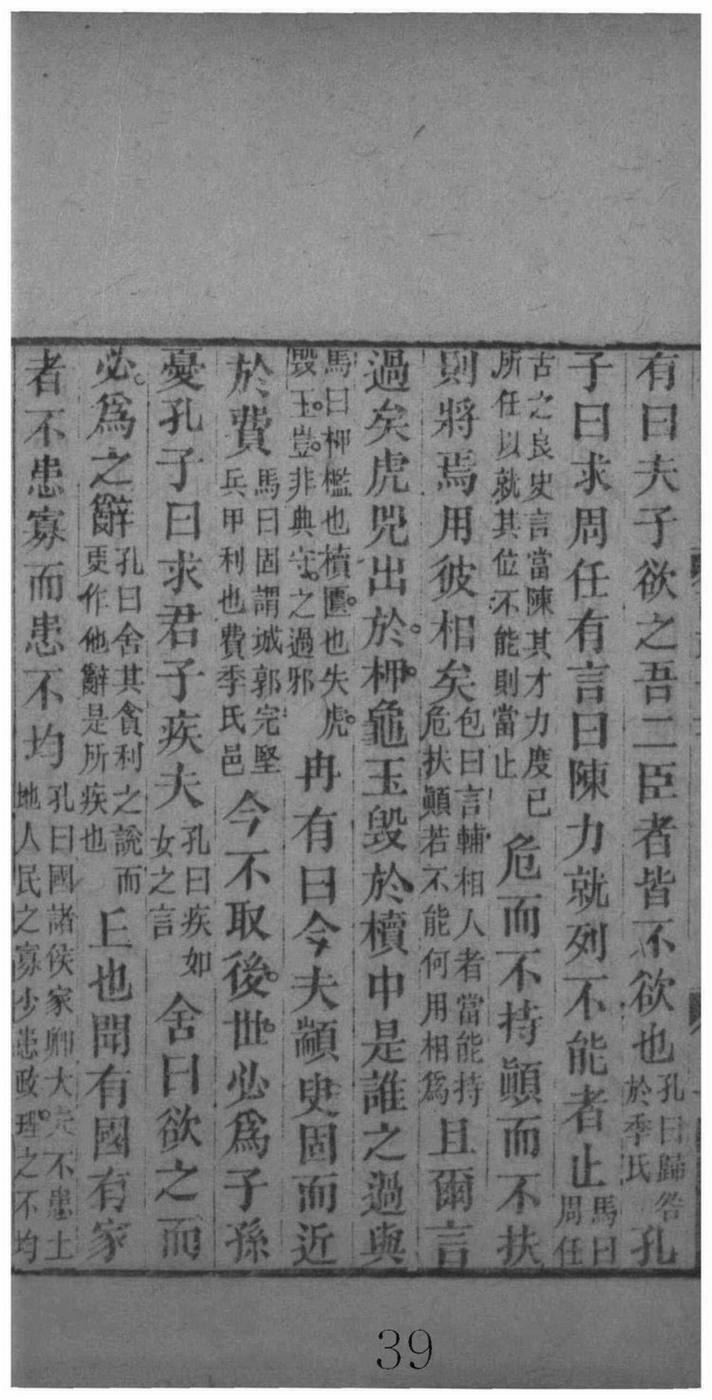 有曰夫子欲之吾二臣者皆不欲也孔曰歸咎於季氏孔
子曰求周任有言曰陳力就列不能者止馬曰周任
古之良史言當陳其才力度已所任以就其位不能則當止危而不持顚而不扶
則將焉用彼相矣包曰言輔相人者當能持危扶顚若不能何用相爲且爾言
過矣虎兕出於柙龜玉毀於櫝中是誰之過與
馬曰柙檻也櫝匱也失虎毀玉豈非典守之過邪冉有曰今夫顓臾固而近
於費馬曰固謂城郭完堅兵甲利也費季氏邑今不取後世必爲子孫
憂孔子曰求君子疾夫孔曰疾如女之言舍曰欲之而
必爲之辭孔曰舍其貪利之說而更作他辭是所疾也丘也聞有國有家
者不患寡而患不均孔曰國諸侯家卿大夫不患土地人民之寡少患政理之不均
39